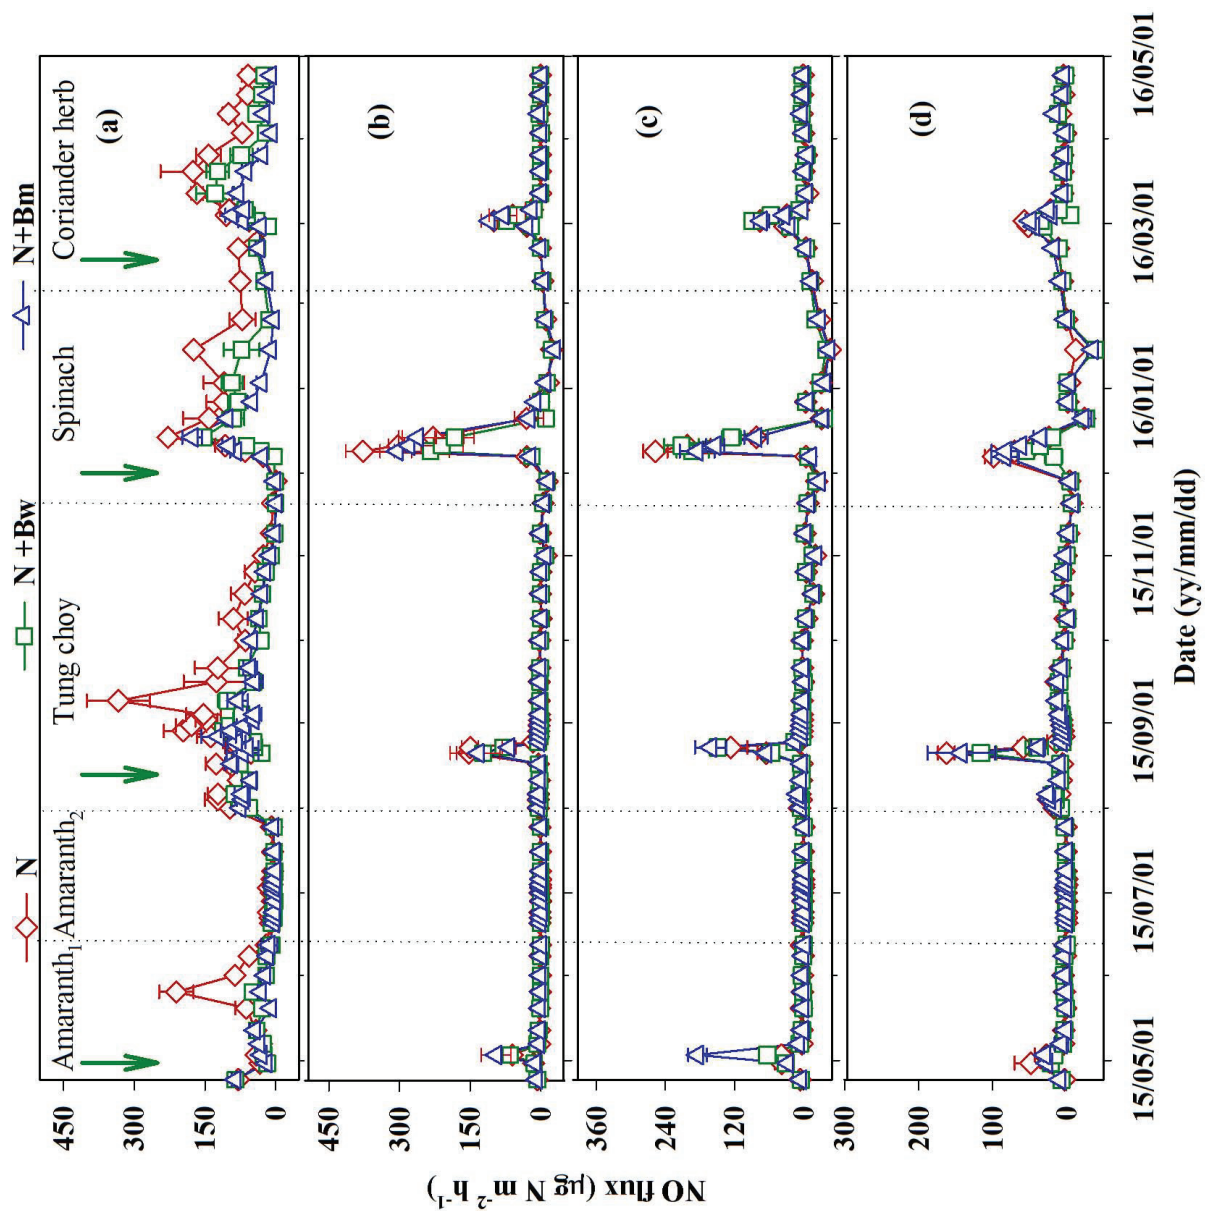 N
N +Bw
N+Bm
Amaranth1 Amaranth2 Tung choy Spinach Coriander herb
(a)
450
300
150
0
(b)
450
300
150
0
(c)
360
240
120
0
(d)
300
200
100
0
15/05/01 15/07/01 15/09/01 15/11/01 16/01/01 16/03/01 16/05/01
Date (yy/mm/dd)
NO flux (μg N m-2 h-1)